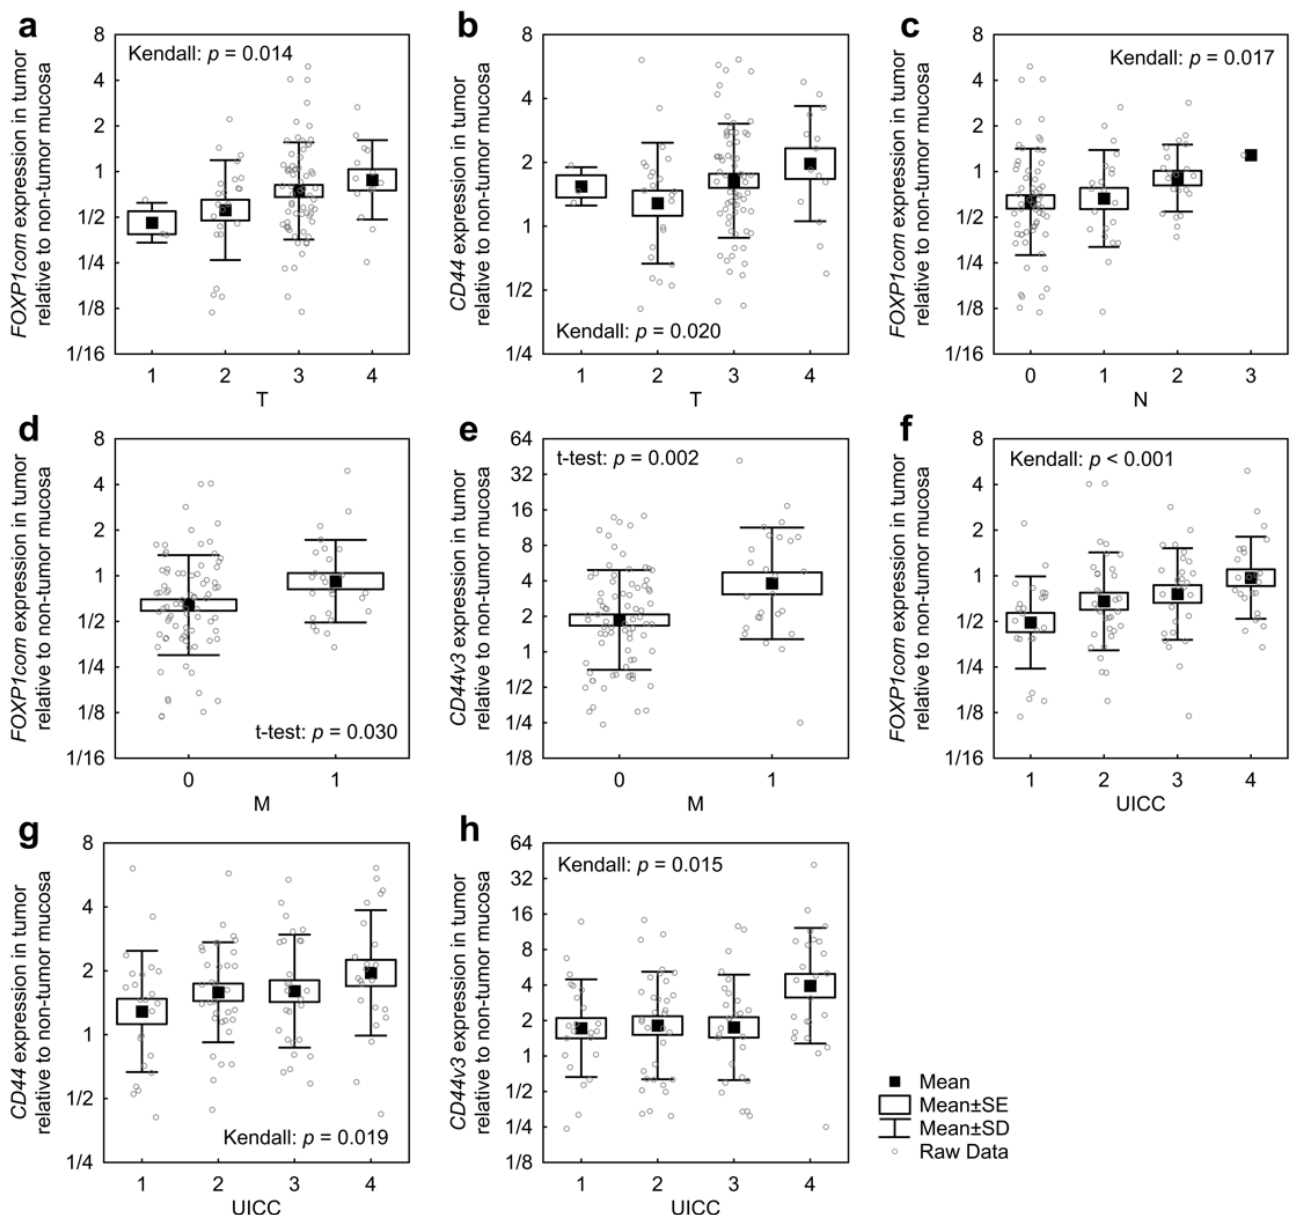 a
FOXP1com expression in tumor
relative to non-tumor mucosa
Kendall: p = 0.014
8
4
2
1
1/2
1/4
1/8
1/16
1 2 3 4
T
b
CD44 expression in tumor
relative to non-tumor mucosa
8
4
2
1
1/2
1/4
Kendall: p = 0.020
1 2 3 4
T
c
FOXP1com expression in tumor
relative to non-tumor mucosa
Kendall: p = 0.017
8
4
2
1
1/2
1/4
1/8
1/16
0 1 2 3
N
d
FOXP1com expression in tumor
relative to non-tumor mucosa
8
4
2
1
1/2
1/4
1/8
1/16
t-test: p = 0.030
0 1
M
e
CD44v3 expression in tumor
relative to non-tumor mucosa
t-test: p = 0.002
64
32
16
8
4
2
1
1/2
1/4
1/8
0 1
M
f
FOXP1com expression in tumor
relative to non-tumor mucosa
Kendall: p < 0.001
8
4
2
1
1/2
1/4
1/8
1/16
1 2 3 4
UICC
g
CD44 expression in tumor
relative to non-tumor mucosa
8
4
2
1
1/2
1/4
Kendall: p = 0.019
1 2 3 4
UICC
h
CD44v3 expression in tumor
relative to non-tumor mucosa
Kendall: p = 0.015
64
32
16
8
4
2
1
1/2
1/4
1/8
1 2 3 4
UICC
Mean
Mean±SE
Mean±SD
Raw Data